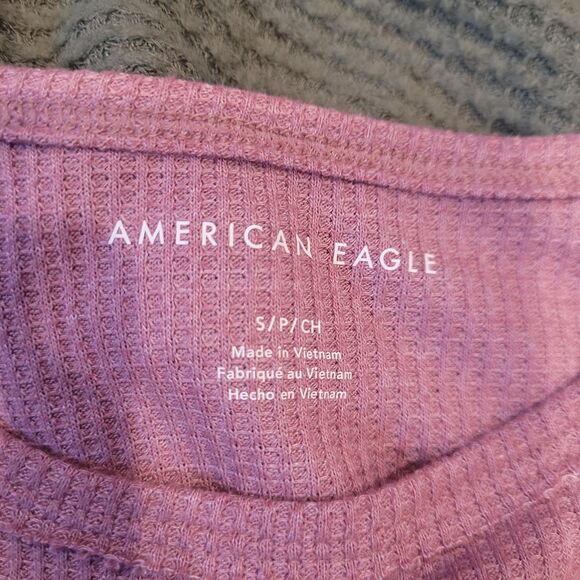 AMERICAN EAGLE
S/P/CH
Made in Vietnam
Fabriqué au Vietnam
Hecho en Vietnam